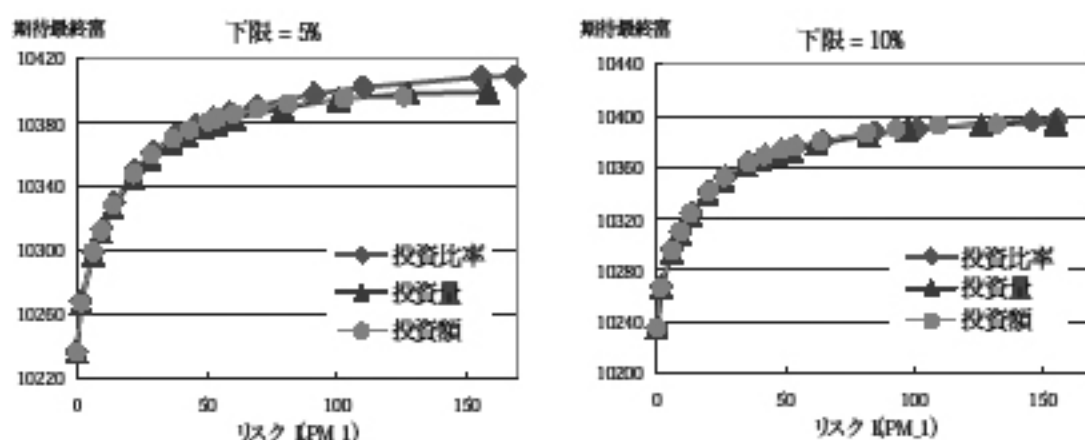 期待最終富
下限 = 5%
10420
10380
10340
10300
10260
10220
投資比率
投資量
投資額
0
50
100
150
リスク (LPM_1)
期待最終富
下限 = 10%
10440
10400
10360
10320
10280
10240
10200
投資比率
投資量
投資額
0
50
100
150
リスク (LPM_1)